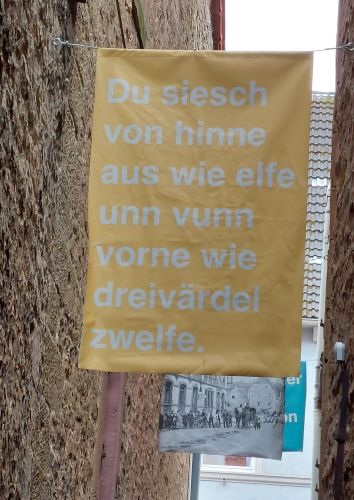 Du siesch
von hinne
aus wie elfe
unn vunn
vorne wie
dreivärdel
zwelfe.